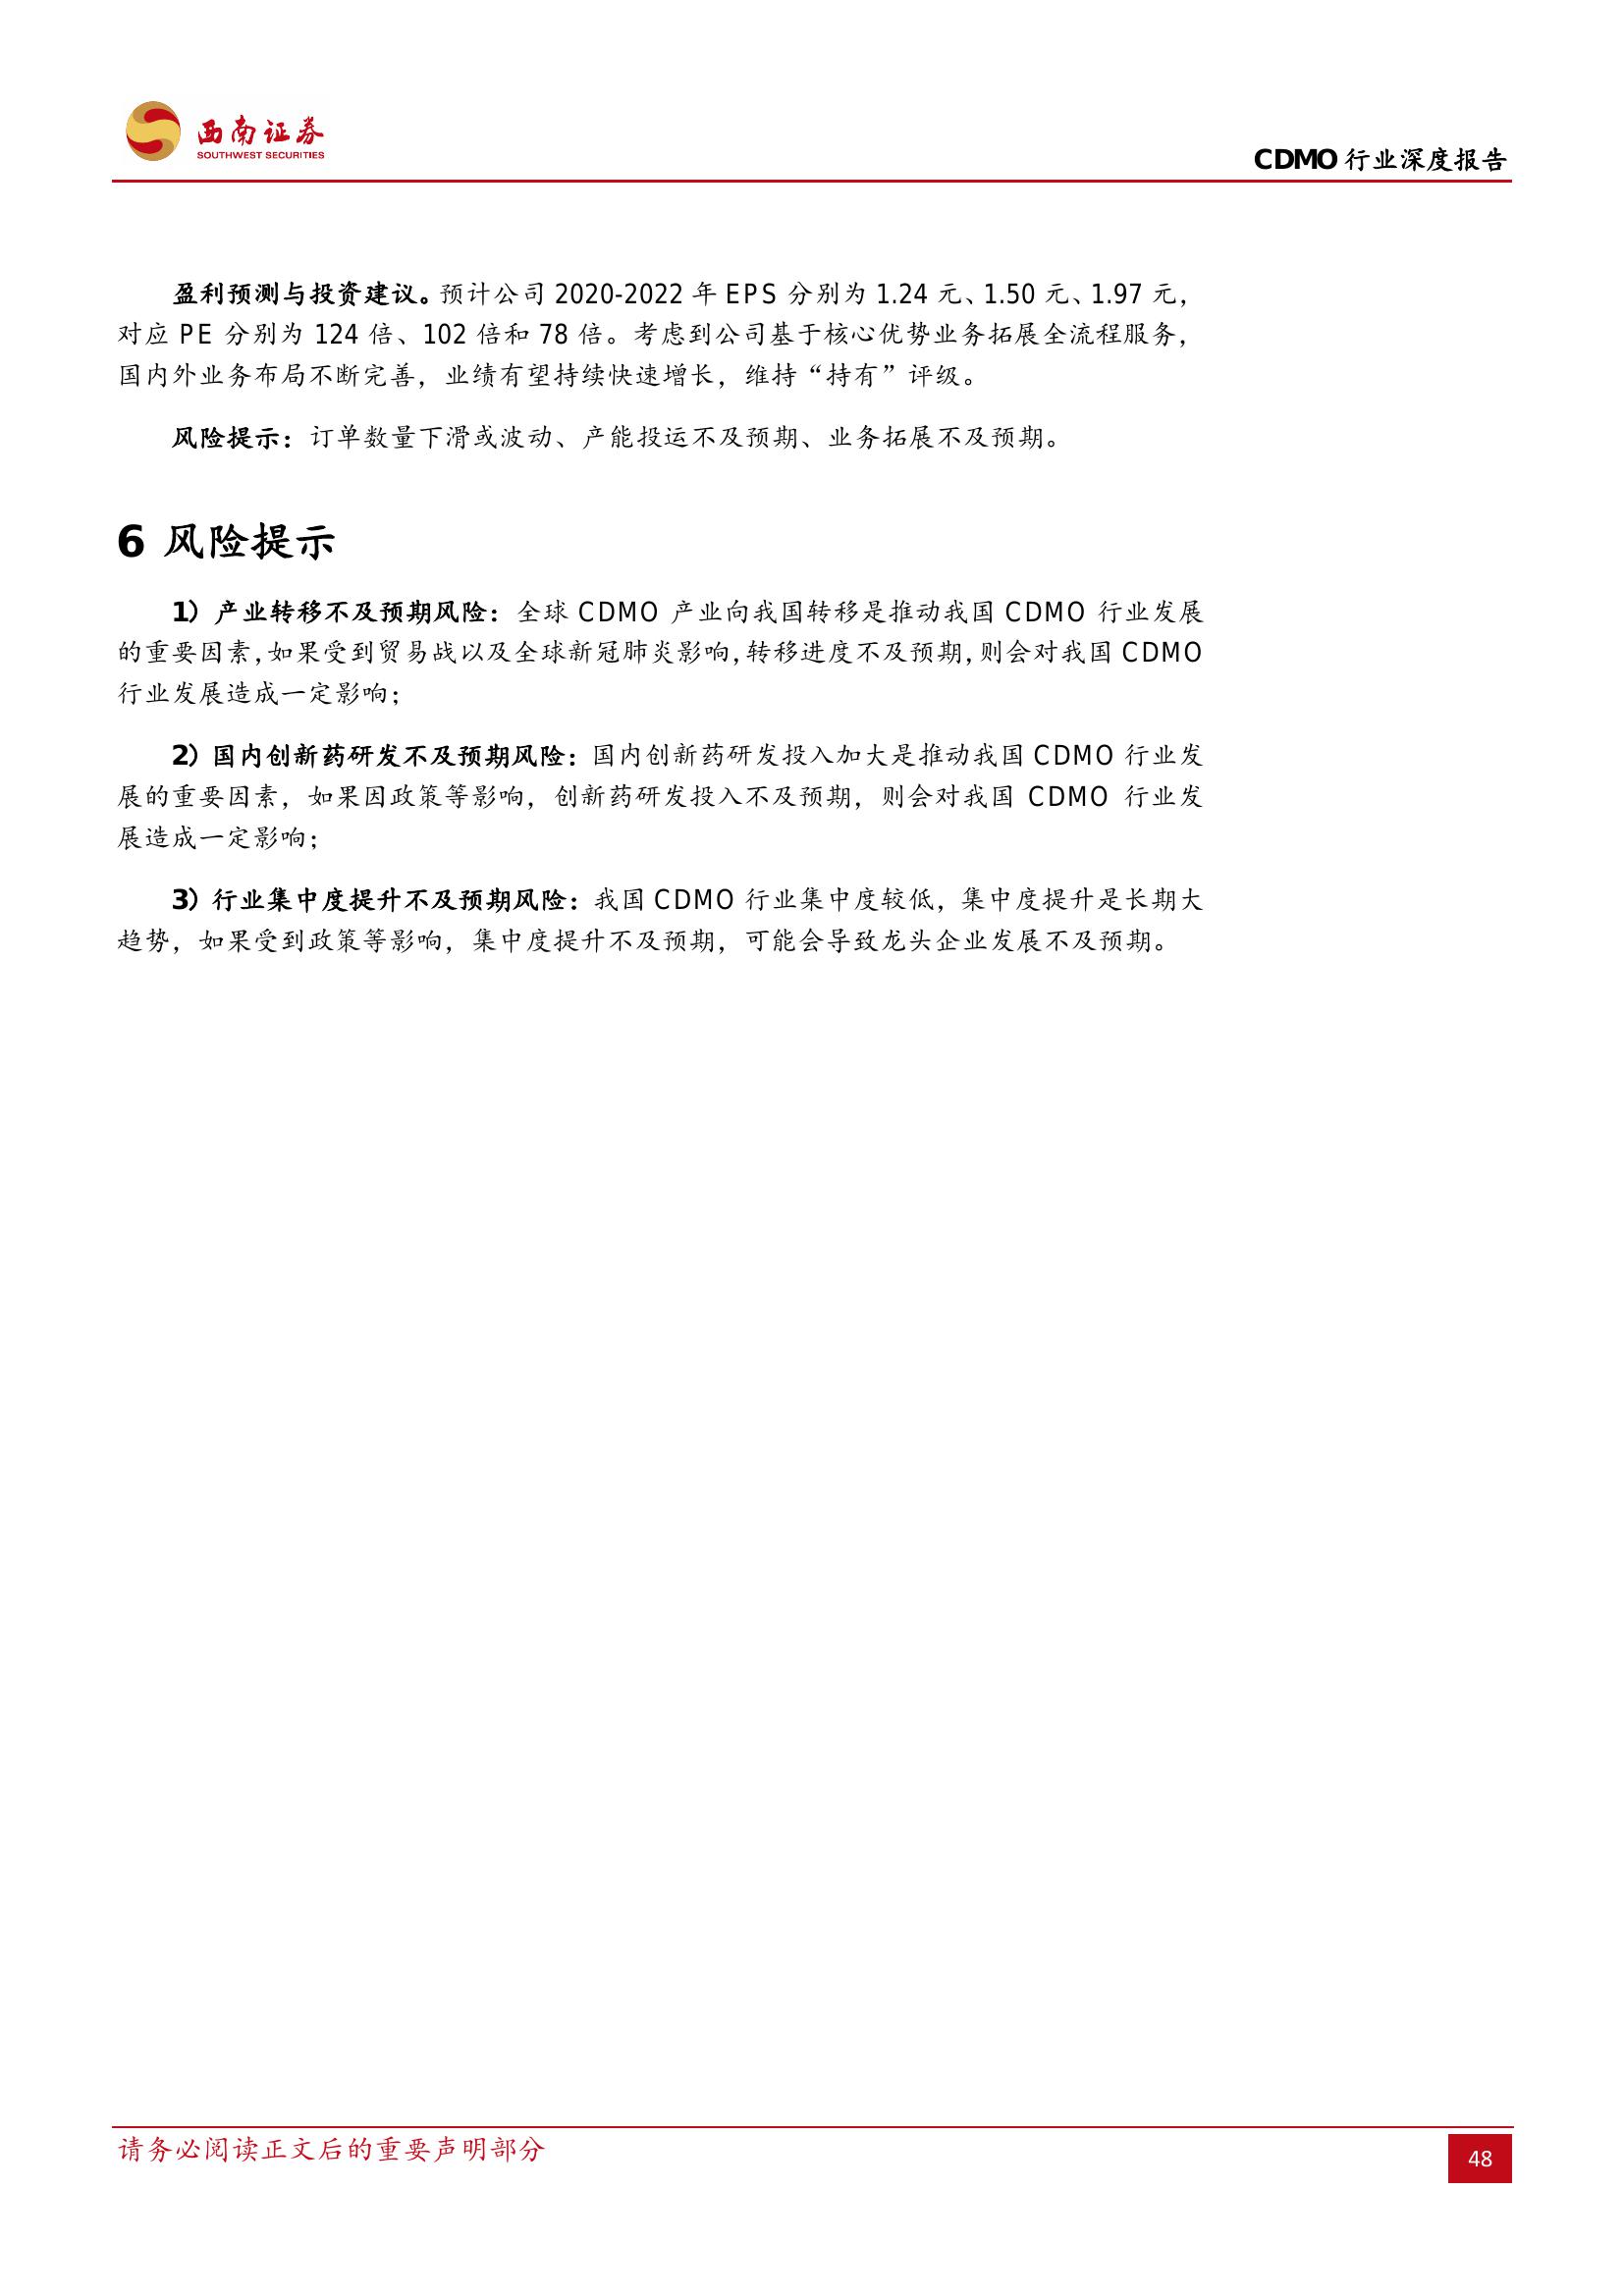 西南证券
SOUTHWEST SECURITIES
CDMO 行业深度报告
盈利预测与投资建议。预计公司 2020-2022 年 EPS 分别为 1.24 元、1.50 元、1.97 元，
对应 PE 分别为 124 倍、102 倍和 78 倍。考虑到公司基于核心优势业务拓展全流程服务，
国内外业务布局不断完善，业绩有望持续快速增长，维持“持有”评级。
风险提示：订单数量下滑或波动、产能投运不及预期、业务拓展不及预期。
6 风险提示
1）产业转移不及预期风险：全球 CDMO 产业向我国转移是推动我国 CDMO 行业发展
的重要因素，如果受到贸易战以及全球新冠肺炎影响，转移进度不及预期，则会对我国 CDMO
行业发展造成一定影响；
2）国内创新药研发不及预期风险：国内创新药研发投入加大是推动我国 CDMO 行业发
展的重要因素，如果因政策等影响，创新药研发投入不及预期，则会对我国 CDMO 行业发
展造成一定影响；
3）行业集中度提升不及预期风险：我国 CDMO 行业集中度较低，集中度提升是长期大
趋势，如果受到政策等影响，集中度提升不及预期，可能会导致龙头企业发展不及预期。
请务必阅读正文后的重要声明部分
48